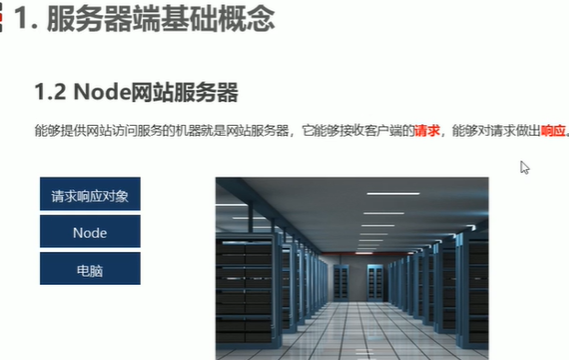 1. 服务器端基础概念
1.2 Node网站服务器
能够提供网站访问服务的机器就是网站服务器，它能够接收客户端的请求，能够对请求做出响应。
请求响应对象
Node
电脑